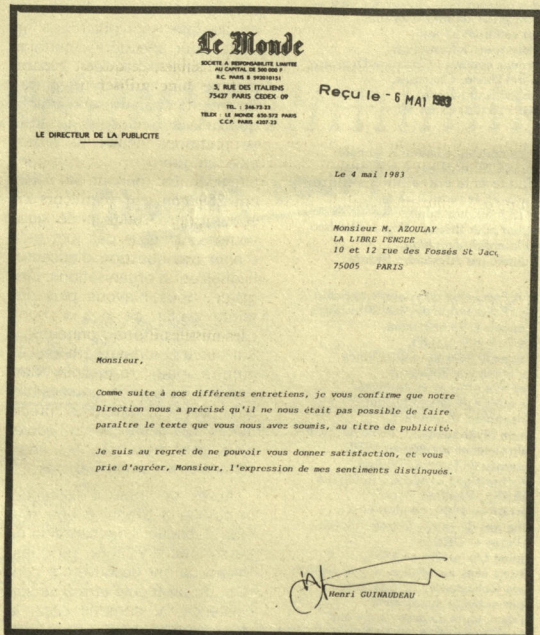 Le Monde
SOCIETE A RESPONSABILITE LIMITEE
AU CAPITAL DE 500 000 F
R.C. PARIS B
5, RUE DES ITALIENS
75427 PARIS CEDEX 09
TEL. : 246-72-23
TELEX : LE MONDE 650.572 PARIS
C.C.P. PARIS 4207-23
Reçu le - 6 MAI 1983
LE DIRECTEUR DE LA PUBLICITE
Le 4 mai 1983
Monsieur M. AZOULAY
LA LIBRE PENSEE
10 et 12 rue des Fossés St Jacq
75005 PARIS
Monsieur,
Comme suite à nos différents entretiens, je vous confirme que notre
Direction nous a précisé qu'il ne nous était pas possible de faire
paraître le texte que vous nous avez soumis, au titre de publicité.
Je suis au regret de ne pouvoir vous donner satisfaction, et vous
prie d'agréer, Monsieur, l'expression de mes sentiments distingués.
Henri GUINAUDEAU